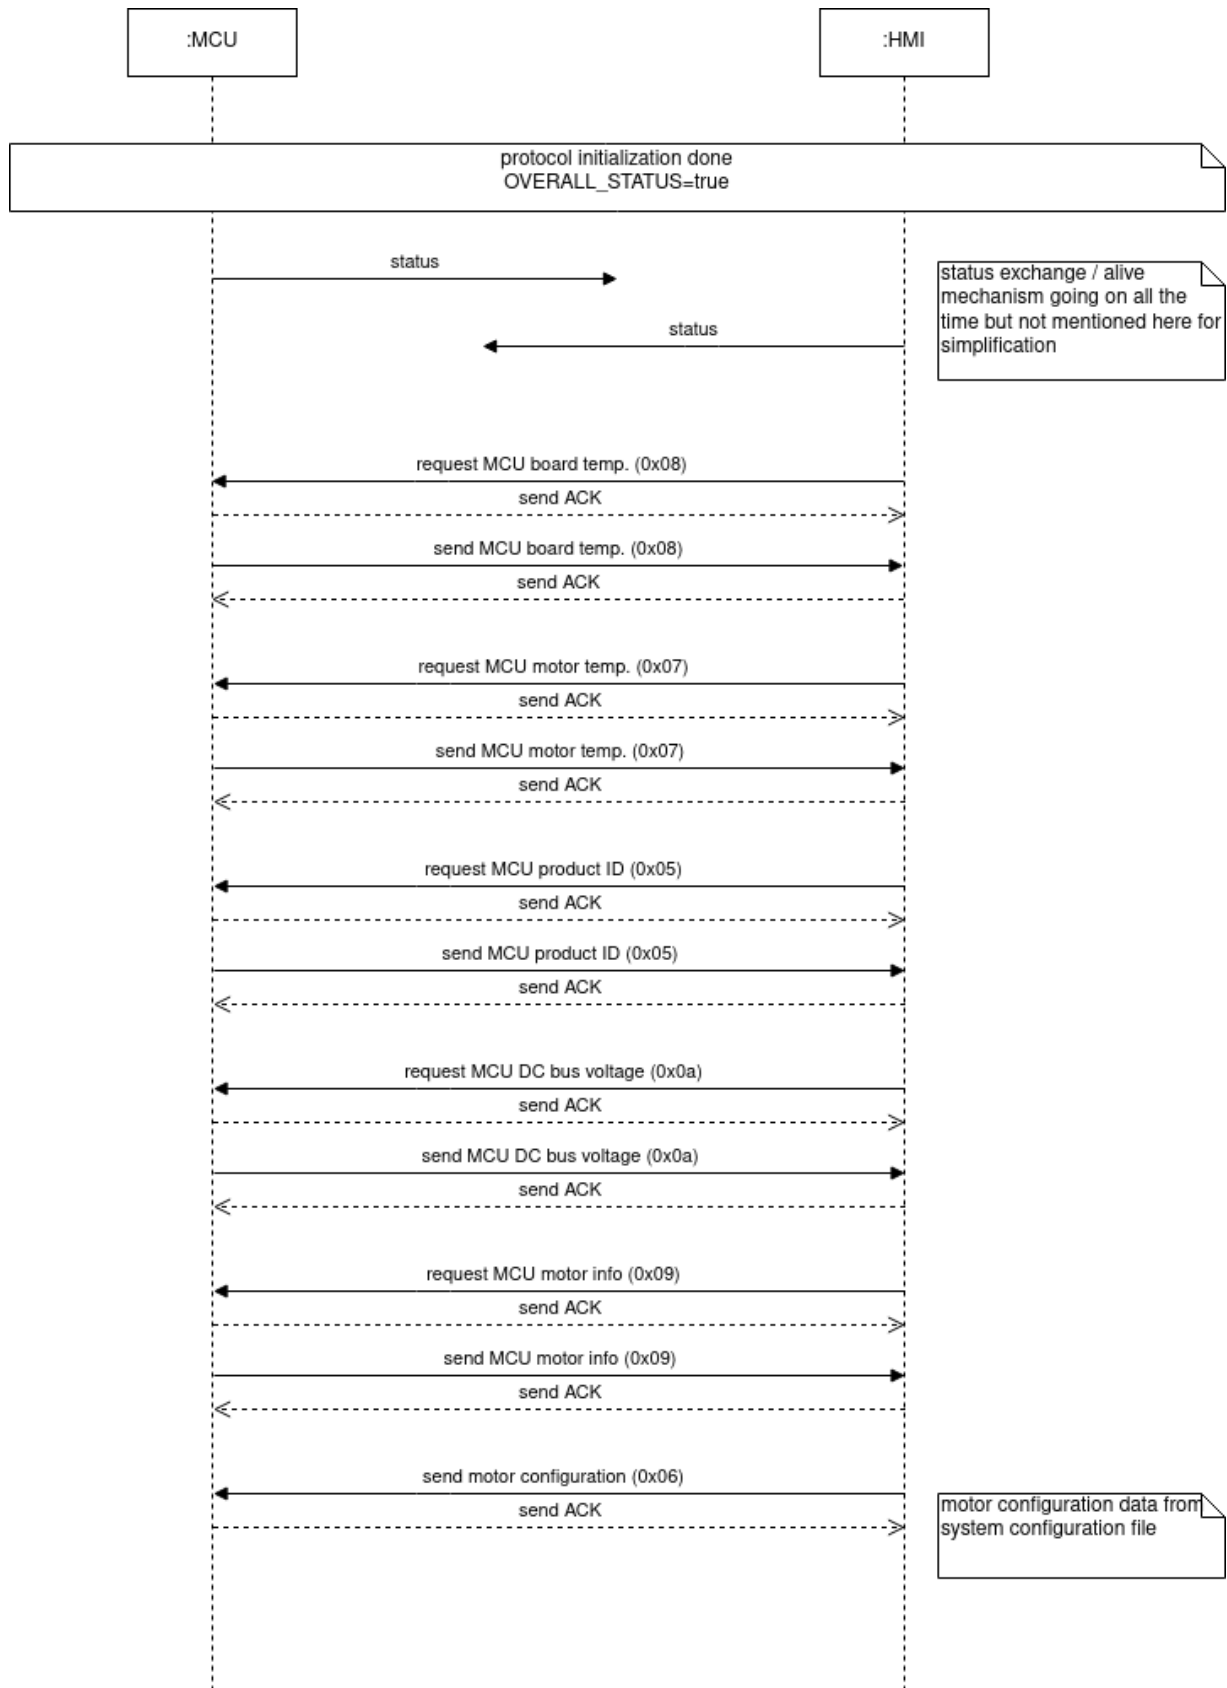 :MCU
:HMI
protocol initialization done
OVERALL_STATUS=true
status
status exchange / alive
mechanism going on all the
time but not mentioned here for
simplification
status
request MCU board temp. (0x08)
send ACK
send MCU board temp. (0x08)
send ACK
request MCU motor temp. (0x07)
send ACK
send MCU motor temp. (0x07)
send ACK
request MCU product ID (0x05)
send ACK
send MCU product ID (0x05)
send ACK
request MCU DC bus voltage (0x0a)
send ACK
send MCU DC bus voltage (0x0a)
send ACK
request MCU motor info (0x09)
send ACK
send MCU motor info (0x09)
send ACK
send motor configuration (0x06)
send ACK
motor configuration data from
system configuration file